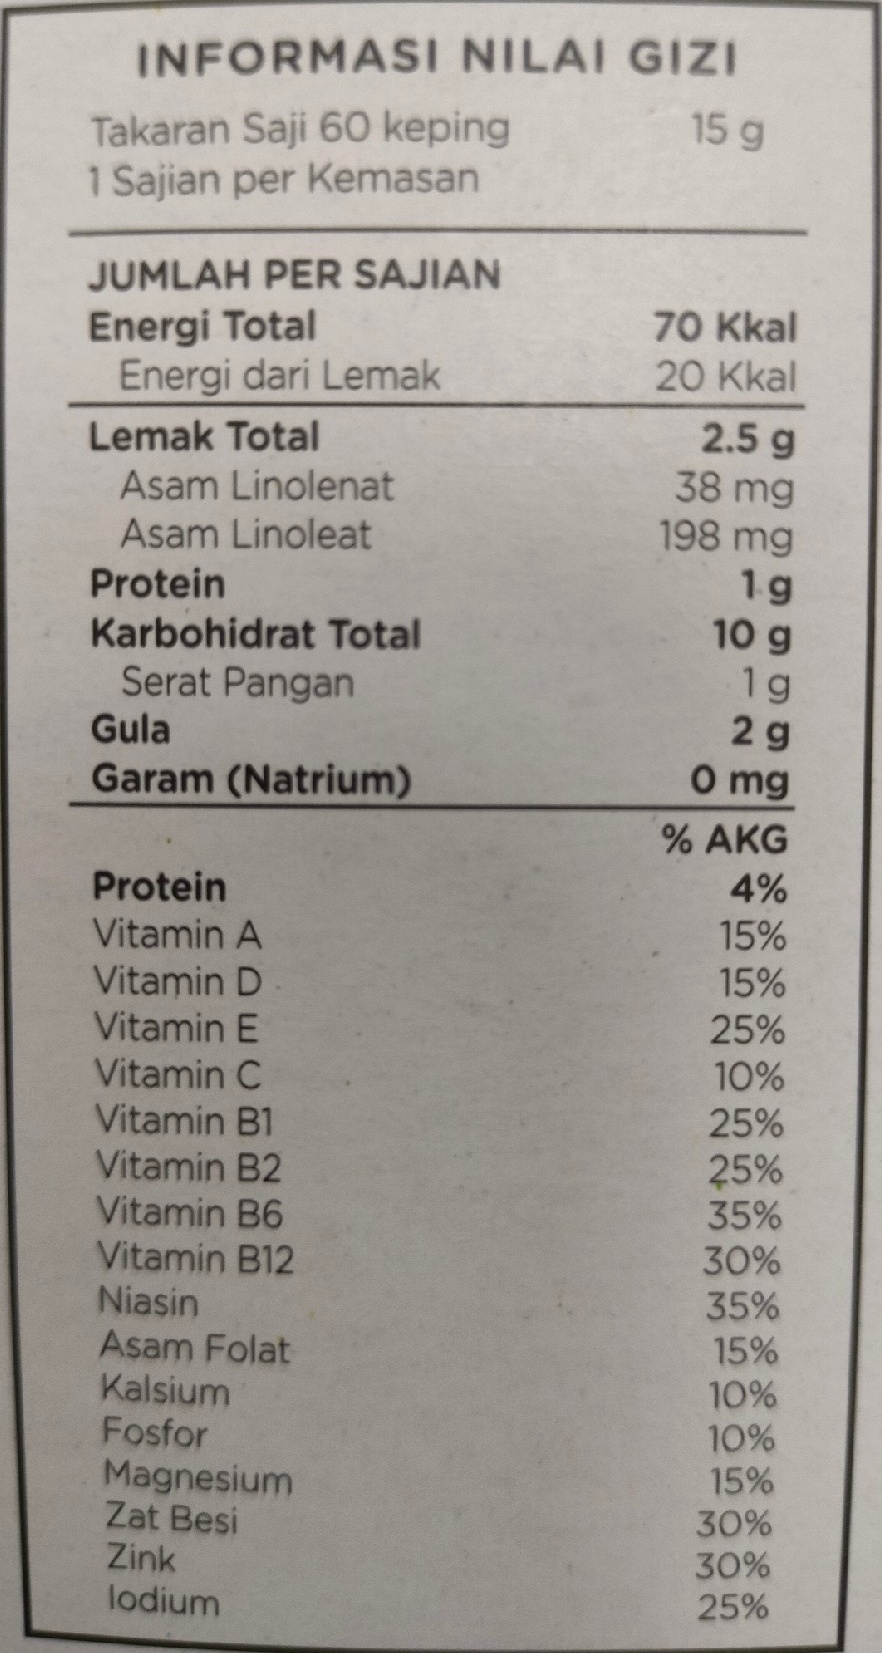 INFORMASI NILAI GIZI
Takaran Saji 60 keping 15 g
1 Sajian per Kemasan
JUMLAH PER SAJIAN
Energi Total 70 Kkal
Energi dari Lemak 20 Kkal
Lemak Total 2.5 g
Asam Linolenat 38 mg
Asam Linoleat 198 mg
Protein 1 g
Karbohidrat Total 10 g
Serat Pangan 1 g
Gula 2 g
Garam (Natrium) 0 mg
% AKG
Protein 4%
Vitamin A 15%
Vitamin D 15%
Vitamin E 25%
Vitamin C 10%
Vitamin B1 25%
Vitamin B2 25%
Vitamin B6 35%
Vitamin B12 30%
Niasin 35%
Asam Folat 15%
Kalsium 10%
Fosfor 10%
Magnesium 15%
Zat Besi 30%
Zink 30%
Iodium 25%